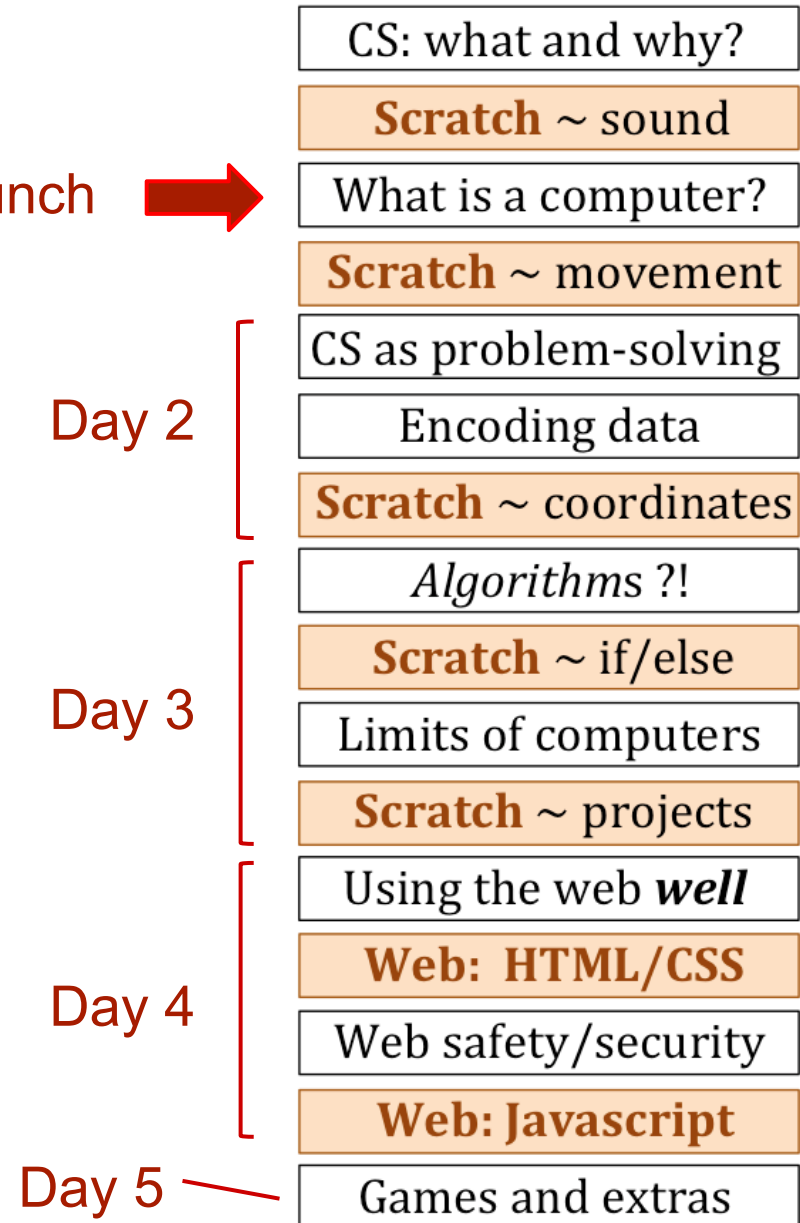 CS: what and why?
Scratch ~ sound
What is a computer?
Scratch ~ movement
Day 2
CS as problem-solving
Encoding data
Scratch ~ coordinates
Day 3
Algorithms ?!
Scratch ~ if/else
Limits of computers
Scratch ~ projects
Day 4
Using the web well
Web: HTML/CSS
Web safety/security
Web: Javascript
Day 5
Games and extras